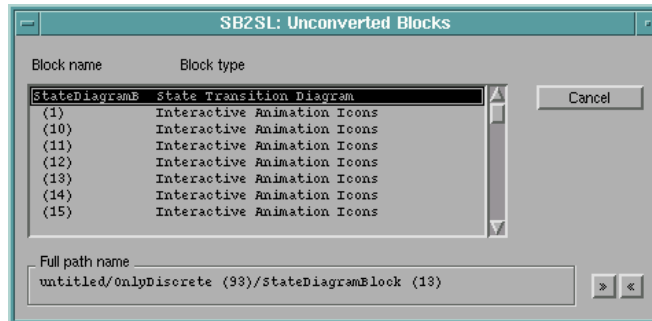 SB2SL: Unconverted Blocks
Block name Block type
StateDiagramB State Transition Diagram
(1) Interactive Animation Icons
(10) Interactive Animation Icons
(11) Interactive Animation Icons
(12) Interactive Animation Icons
(13) Interactive Animation Icons
(14) Interactive Animation Icons
(15) Interactive Animation Icons
Cancel
Full path name
untitled/OnlyDiscrete (93)/StateDiagramBlock (13)
» «